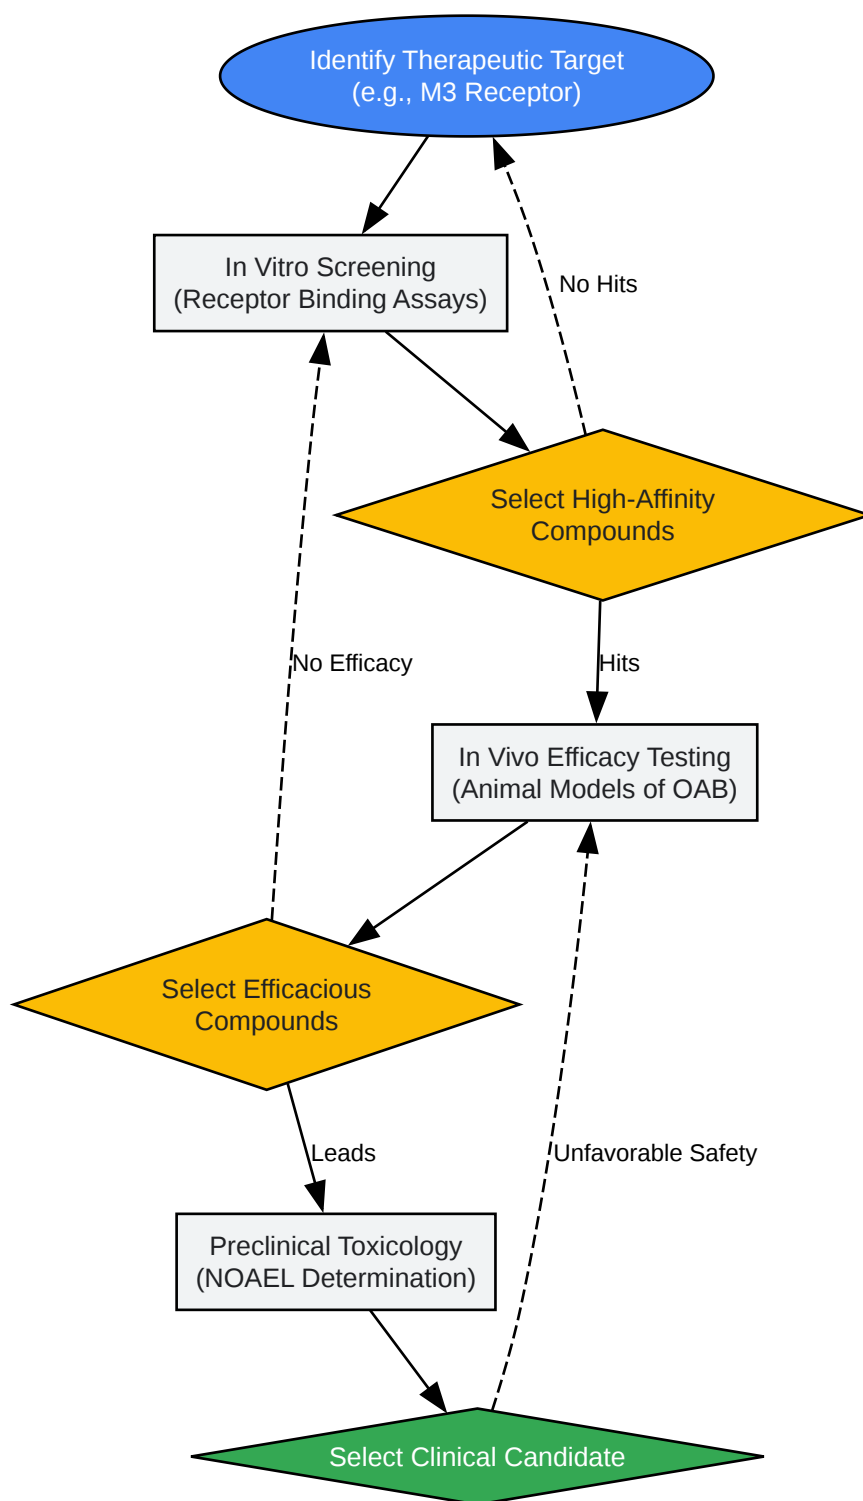 Identify Therapeutic Target
(e.g., M3 Receptor)
In Vitro Screening
(Receptor Binding Assays)
No Hits
Select High-Affinity
Compounds
No Efficacy
Hits
In Vivo Efficacy Testing
(Animal Models of OAB)
Select Efficacious
Compounds
Leads
Unfavorable Safety
Preclinical Toxicology
(NOAEL Determination)
Select Clinical Candidate